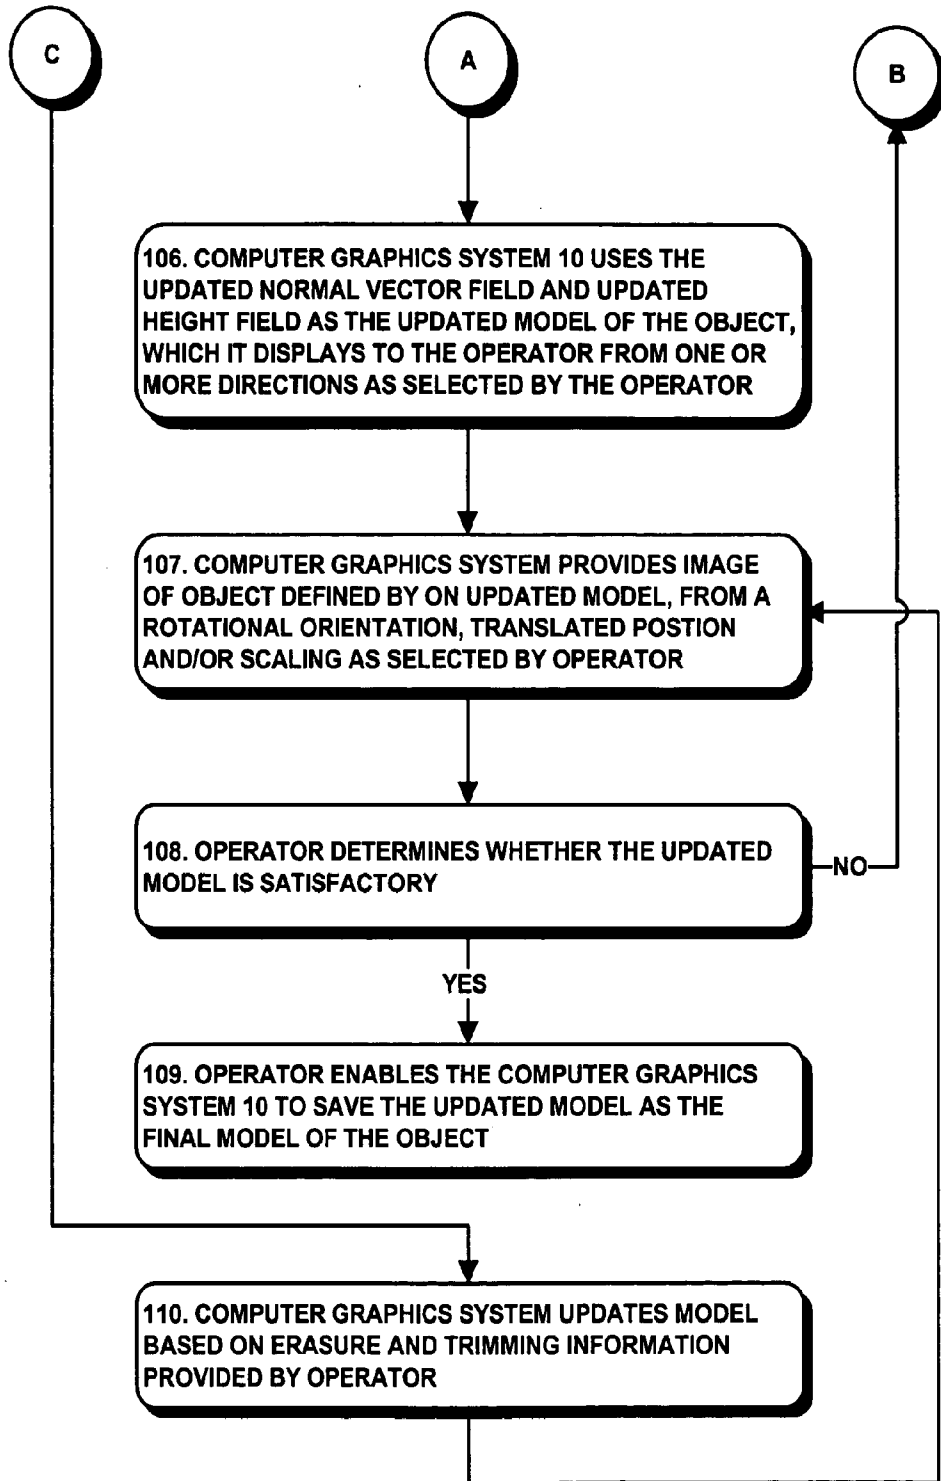 C
A
B
106. COMPUTER GRAPHICS SYSTEM 10 USES THE
UPDATED NORMAL VECTOR FIELD AND UPDATED
HEIGHT FIELD AS THE UPDATED MODEL OF THE OBJECT,
WHICH IT DISPLAYS TO THE OPERATOR FROM ONE OR
MORE DIRECTIONS AS SELECTED BY THE OPERATOR
107. COMPUTER GRAPHICS SYSTEM PROVIDES IMAGE
OF OBJECT DEFINED BY ON UPDATED MODEL, FROM A
ROTATIONAL ORIENTATION, TRANSLATED POSTION
AND/OR SCALING AS SELECTED BY OPERATOR
108. OPERATOR DETERMINES WHETHER THE UPDATED
MODEL IS SATISFACTORY
NO
YES
109. OPERATOR ENABLES THE COMPUTER GRAPHICS
SYSTEM 10 TO SAVE THE UPDATED MODEL AS THE
FINAL MODEL OF THE OBJECT
110. COMPUTER GRAPHICS SYSTEM UPDATES MODEL
BASED ON ERASURE AND TRIMMING INFORMATION
PROVIDED BY OPERATOR